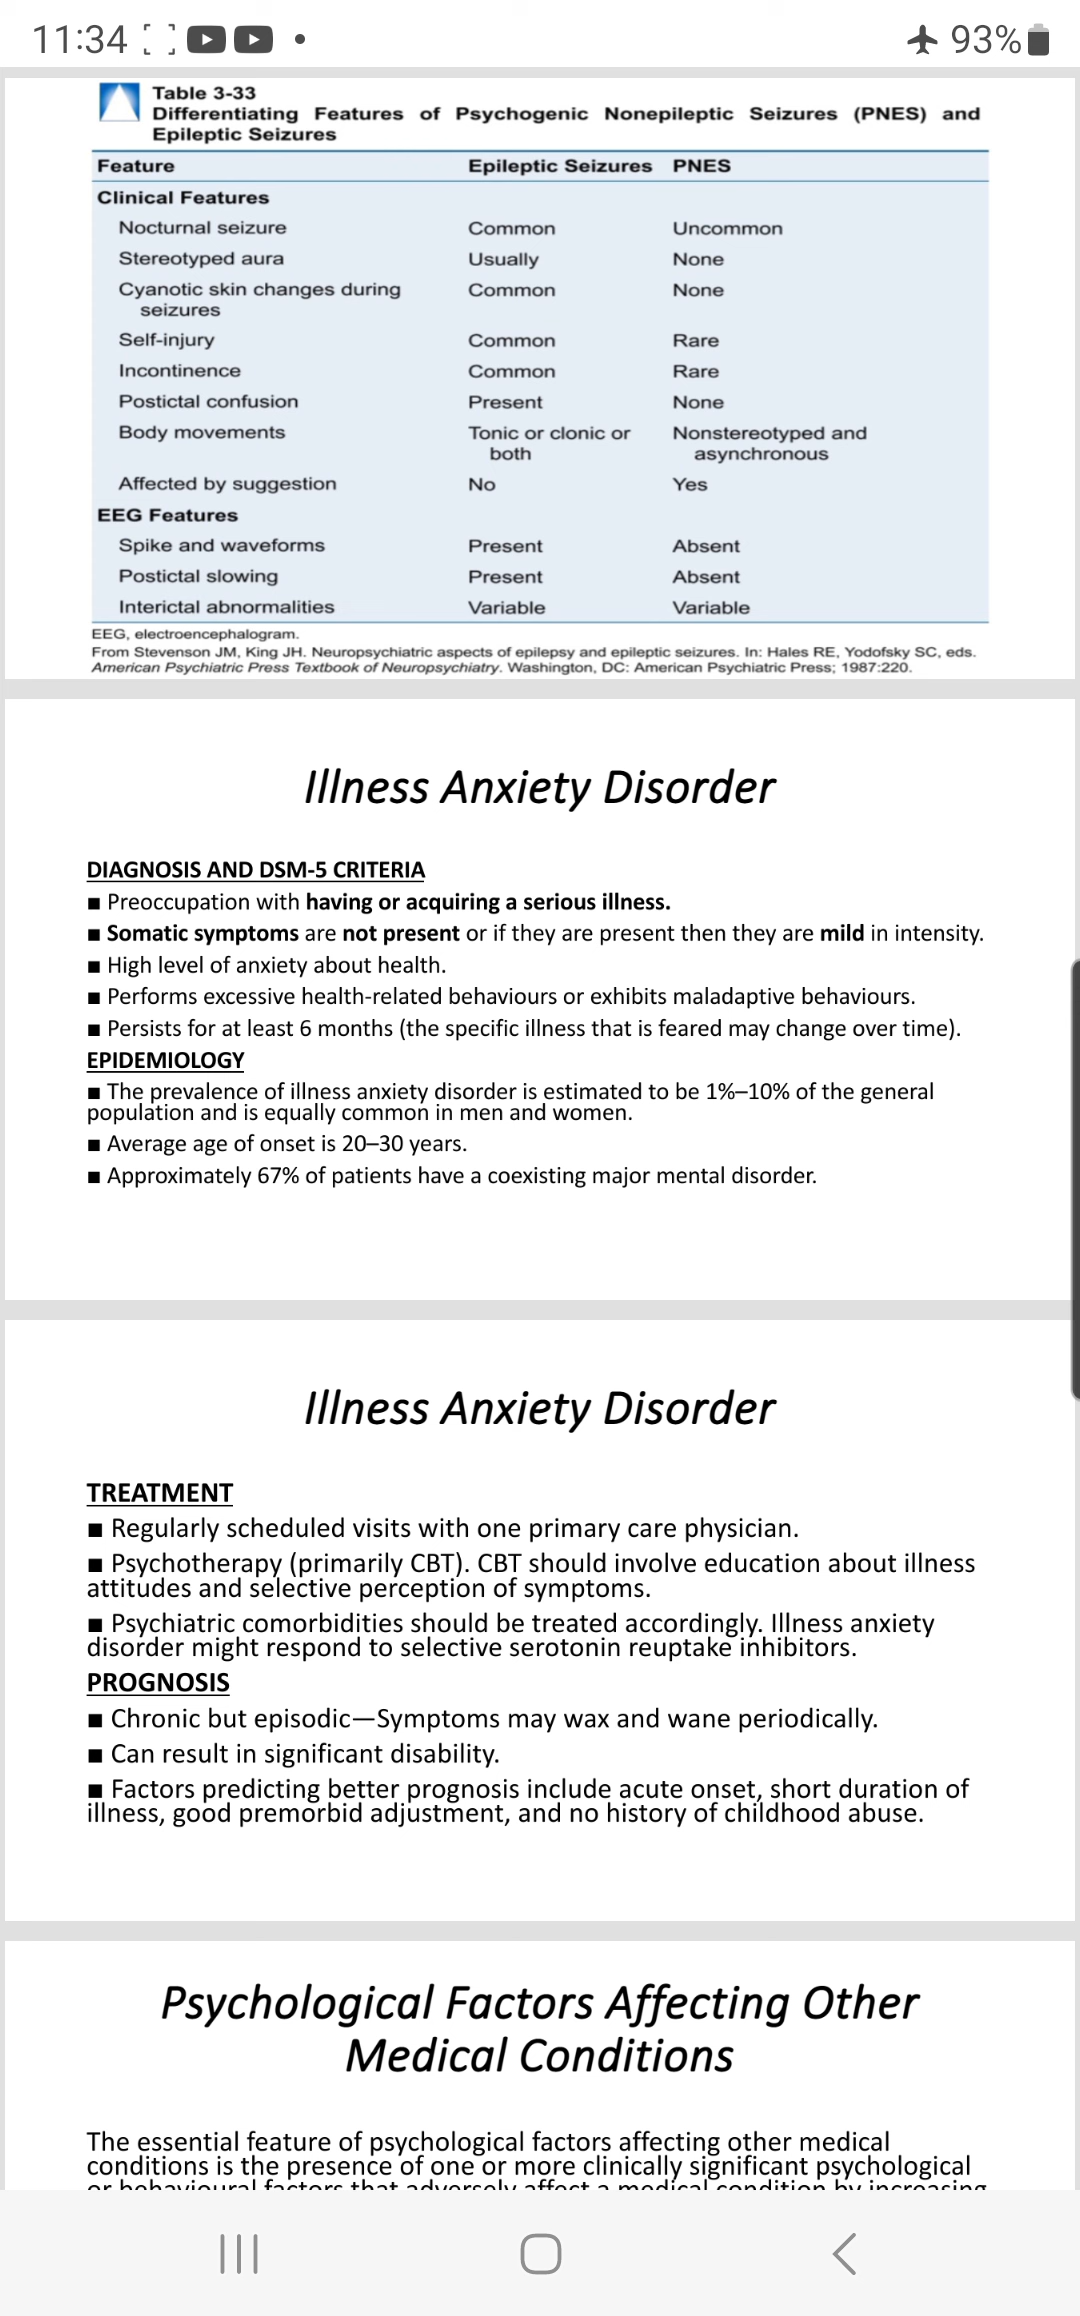 11:34
93%
Table 3-33
Differentiating Features of Psychogenic Nonepileptic Seizures (PNES) and
Epileptic Seizures
Feature Epileptic Seizures PNES
Clinical Features
Nocturnal seizure Common Uncommon
Stereotyped aura Usually None
Cyanotic skin changes during Common None
seizures
Self-injury Common Rare
Incontinence Common Rare
Postictal confusion Present None
Body movements Tonic or clonic or Nonstereotyped and
both asynchronous
Affected by suggestion No Yes
EEG Features
Spike and waveforms Present Absent
Postictal slowing Present Absent
Interictal abnormalities Variable Variable
EEG, electroencephalogram.
From Stevenson JM, King JH. Neuropsychiatric aspects of epilepsy and epileptic seizures. In: Hales RE, Yodofsky SC, eds.
American Psychiatric Press Textbook of Neuropsychiatry. Washington, DC: American Psychiatric Press; 1987:220.
Illness Anxiety Disorder
DIAGNOSIS AND DSM-5 CRITERIA
■ Preoccupation with having or acquiring a serious illness.
■ Somatic symptoms are not present or if they are present then they are mild in intensity.
■ High level of anxiety about health.
■ Performs excessive health-related behaviours or exhibits maladaptive behaviours.
■ Persists for at least 6 months (the specific illness that is feared may change over time).
EPIDEMIOLOGY
■ The prevalence of illness anxiety disorder is estimated to be 1%–10% of the general
population and is equally common in men and women.
■ Average age of onset is 20–30 years.
■ Approximately 67% of patients have a coexisting major mental disorder.
Illness Anxiety Disorder
TREATMENT
■ Regularly scheduled visits with one primary care physician.
■ Psychotherapy (primarily CBT). CBT should involve education about illness
attitudes and selective perception of symptoms.
■ Psychiatric comorbidities should be treated accordingly. Illness anxiety
disorder might respond to selective serotonin reuptake inhibitors.
PROGNOSIS
■ Chronic but episodic—Symptoms may wax and wane periodically.
■ Can result in significant disability.
■ Factors predicting better prognosis include acute onset, short duration of
illness, good premorbid adjustment, and no history of childhood abuse.
Psychological Factors Affecting Other
Medical Conditions
The essential feature of psychological factors affecting other medical
conditions is the presence of one or more clinically significant psychological
or behavioural factors that adversely affect a medical condition by increasing